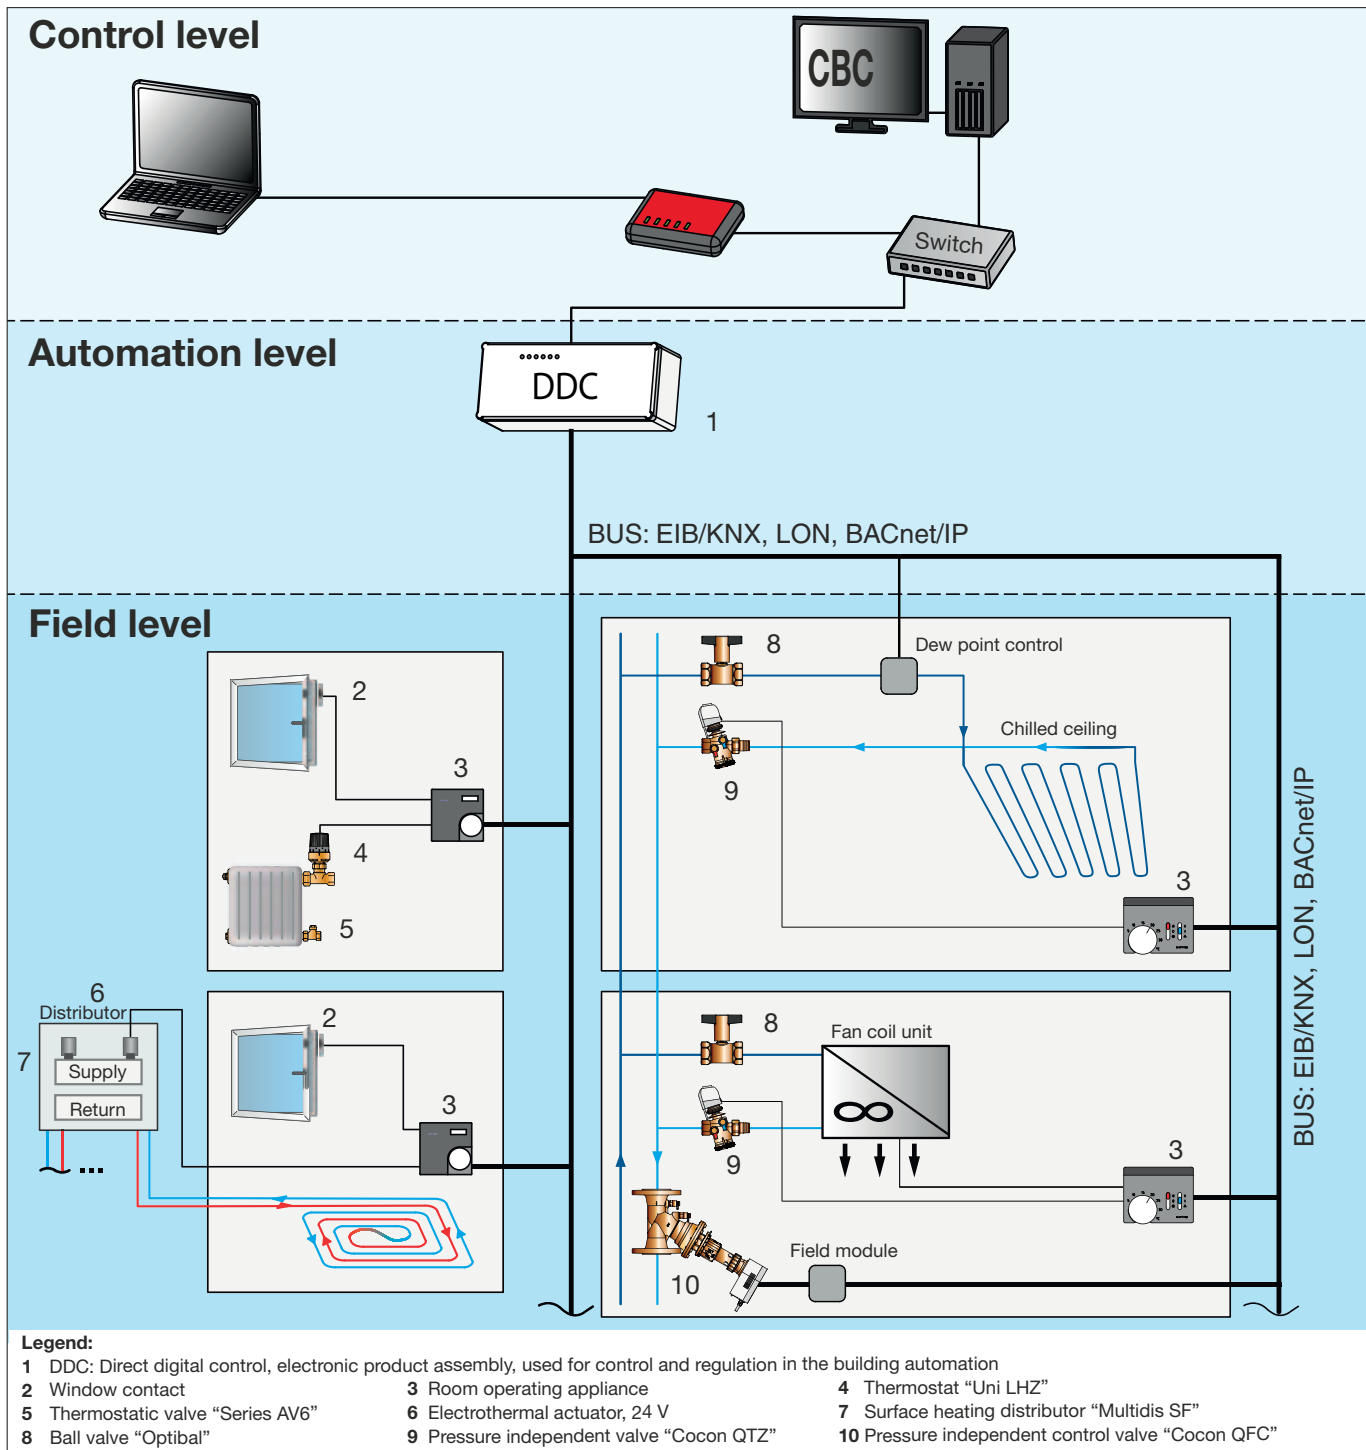 Control level
CBC
Switch
Automation level
DDC
1
BUS: EIB/KNX, LON, BACnet/IP
Field level
2
3
4
5
8
Dew point control
9
Chilled ceiling
3
BUS: EIB/KNX, LON, BACnet/IP
6
Distributor
7
Supply
Return
...
2
3
8
Fan coil unit
9
3
10
Field module
Legend:
1 DDC: Direct digital control, electronic product assembly, used for control and regulation in the building automation
2 Window contact
3 Room operating appliance
4 Thermostat “Uni LHZ”
5 Thermostatic valve “Series AV6”
6 Electrothermal actuator, 24 V
7 Surface heating distributor “Multidis SF”
8 Ball valve “Optibal”
9 Pressure independent valve “Cocon QTZ”
10 Pressure independent control valve “Cocon QFC”